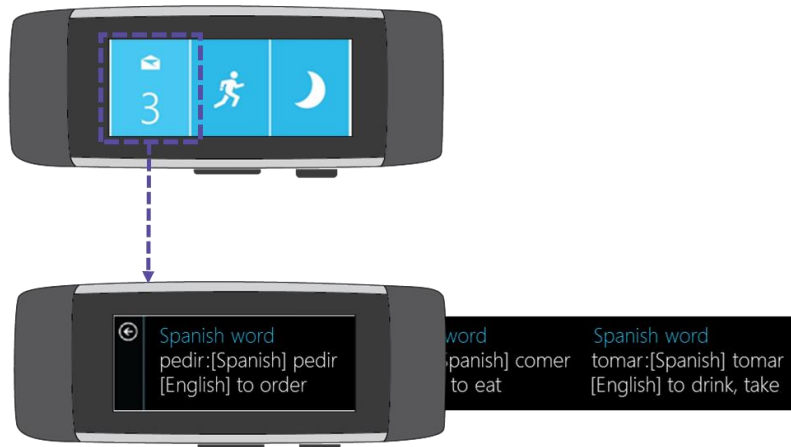 3
Spanish word
pedir:[Spanish] pedir
[English] to order
word
panish] comer
to eat
Spanish word
tomar:[Spanish] tomar
[English] to drink, take